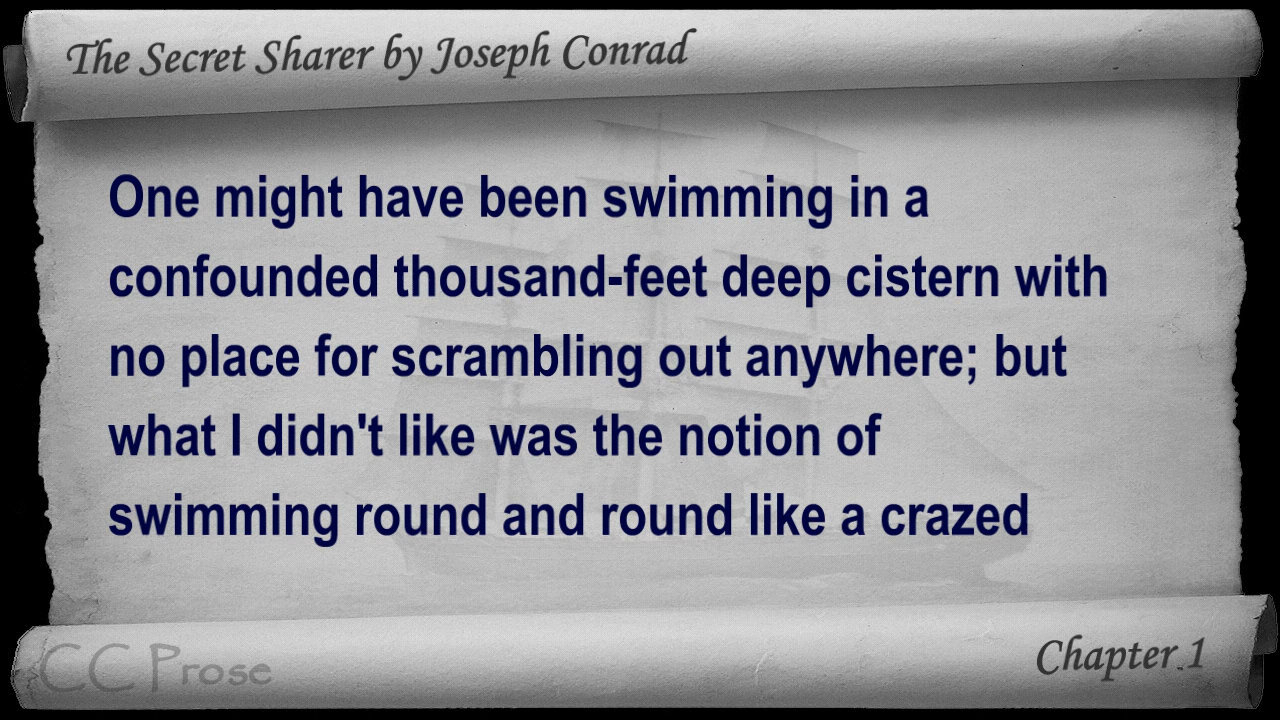 The Secret Sharer by Joseph Conrad
One might have been swimming in a
confounded thousand-feet deep cistern with
no place for scrambling out anywhere; but
what I didn't like was the notion of
swimming round and round like a crazed
CC Prose
Chapter 1